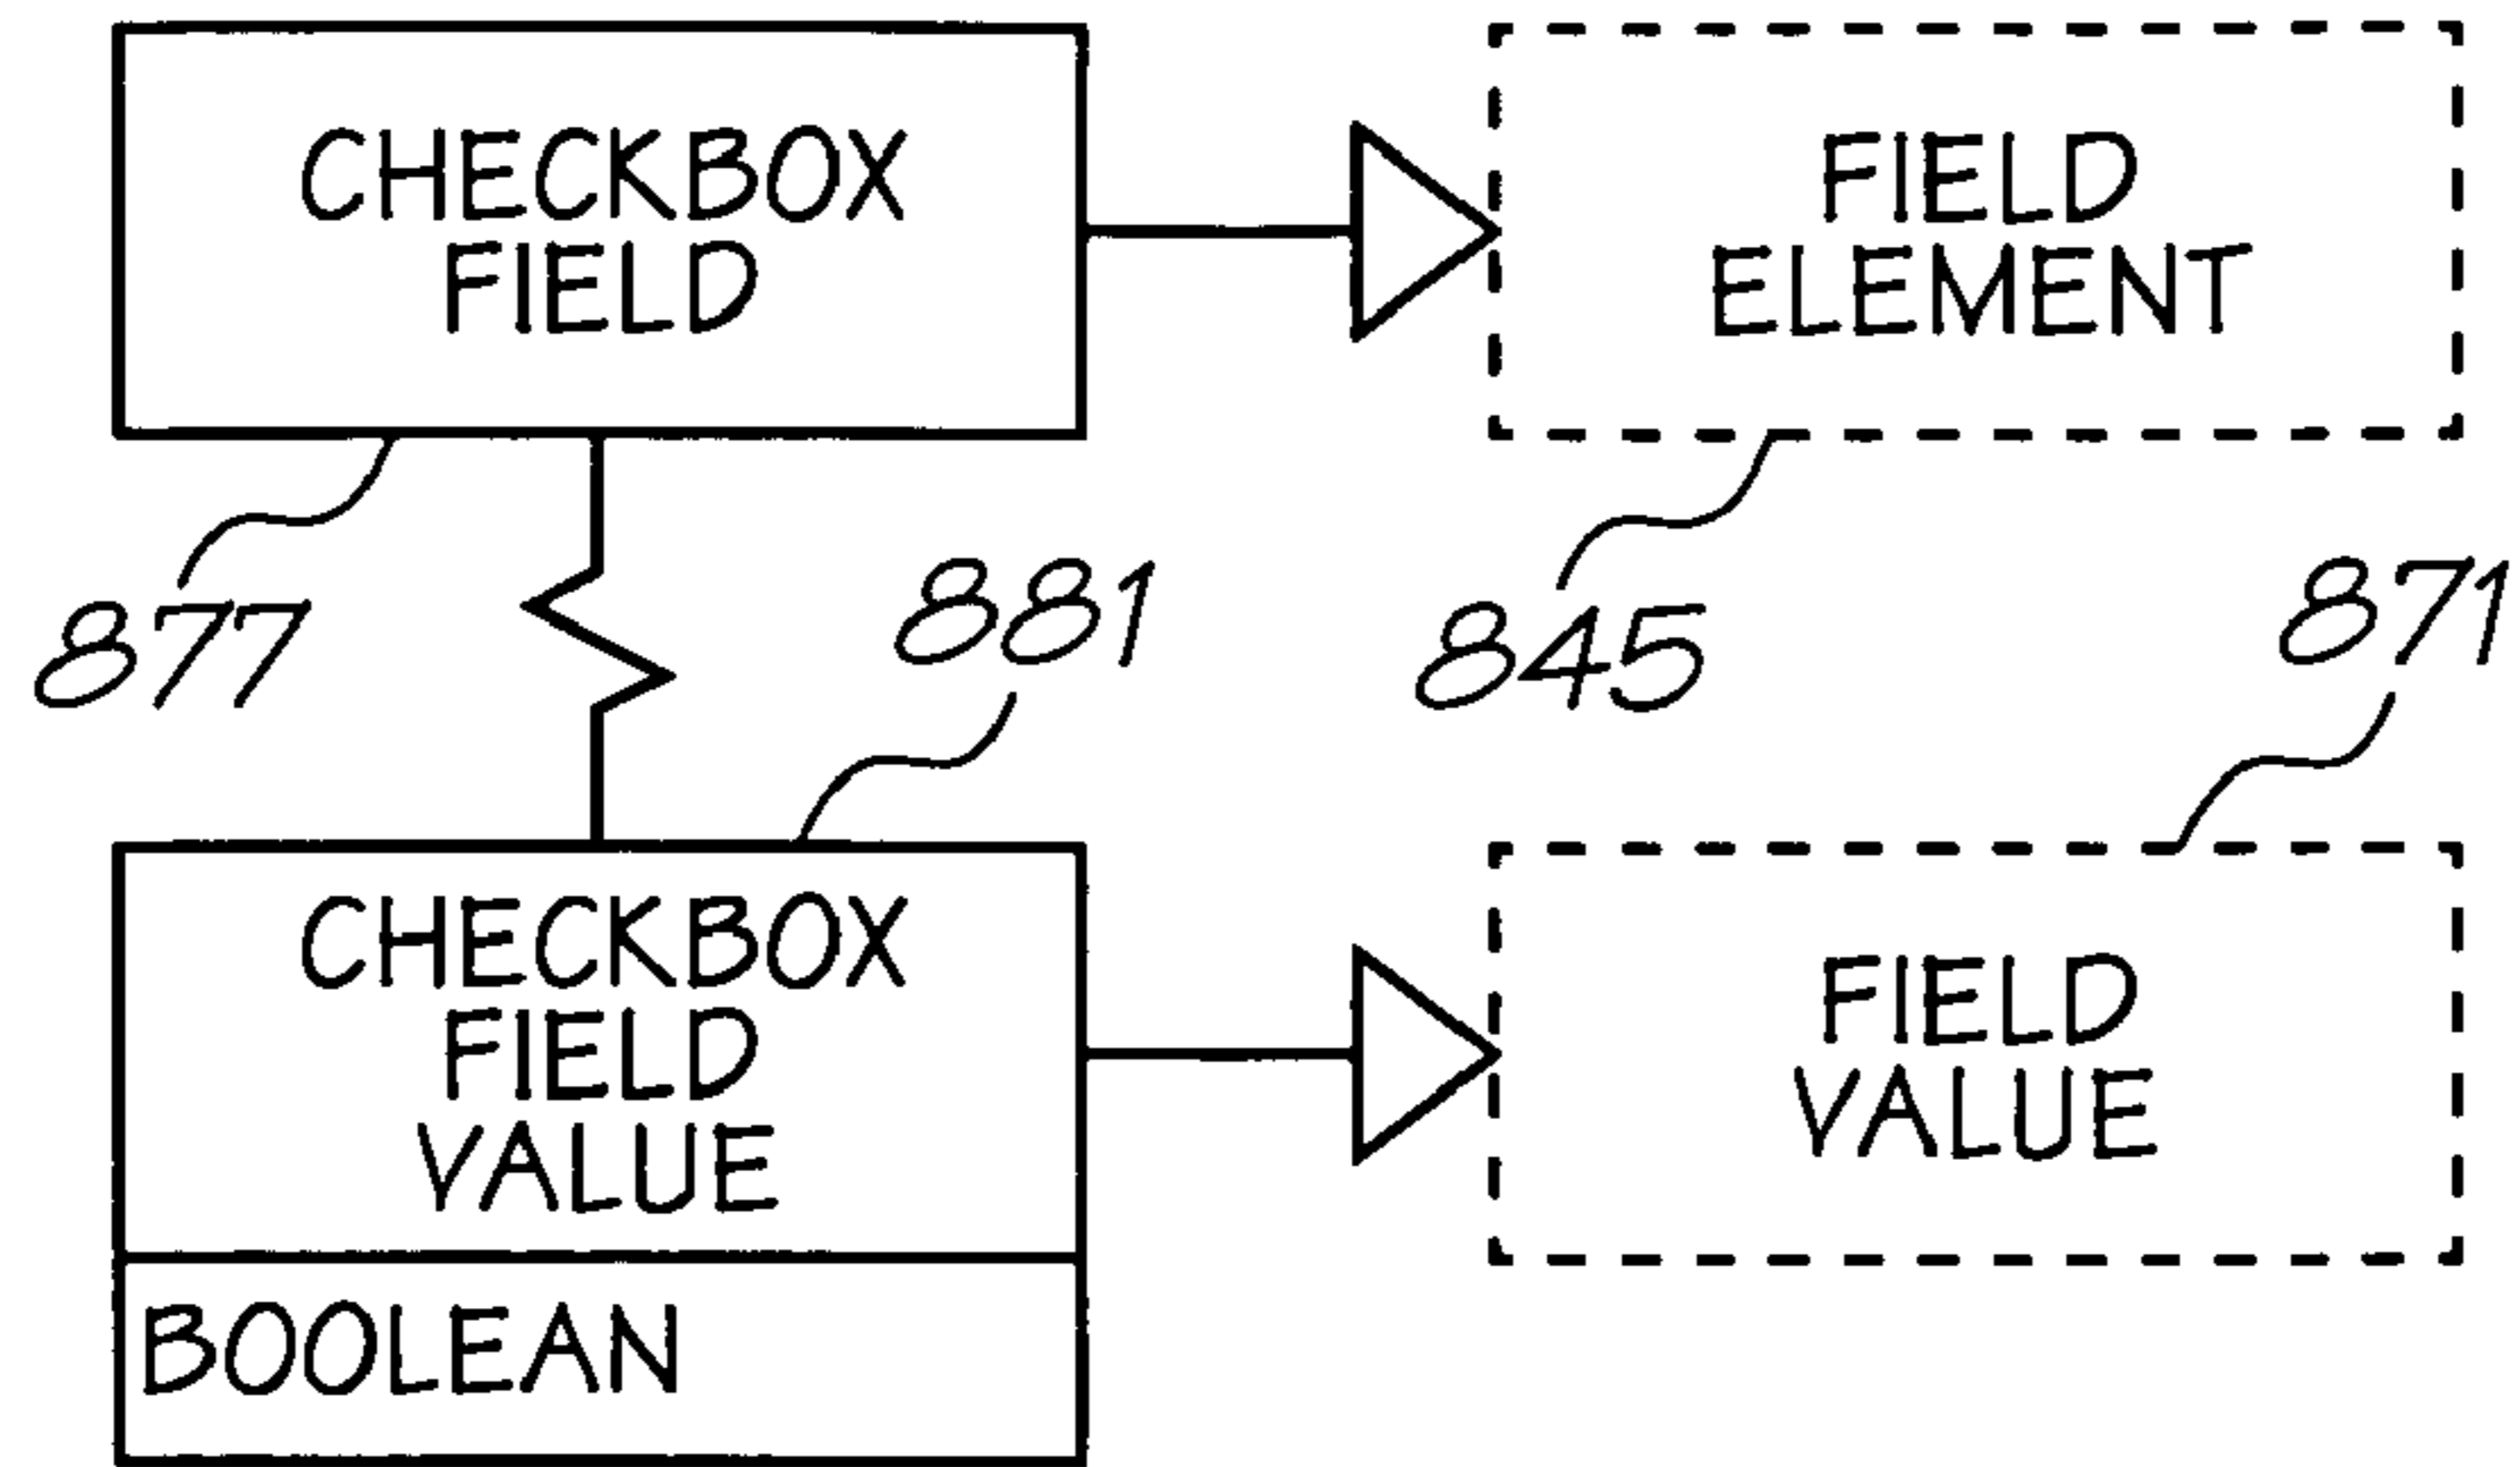 CHECKBOX
FIELD
FIELD
ELEMENT
877
881
845
871
CHECKBOX
FIELD
VALUE
FIELD
VALUE
BOOLEAN